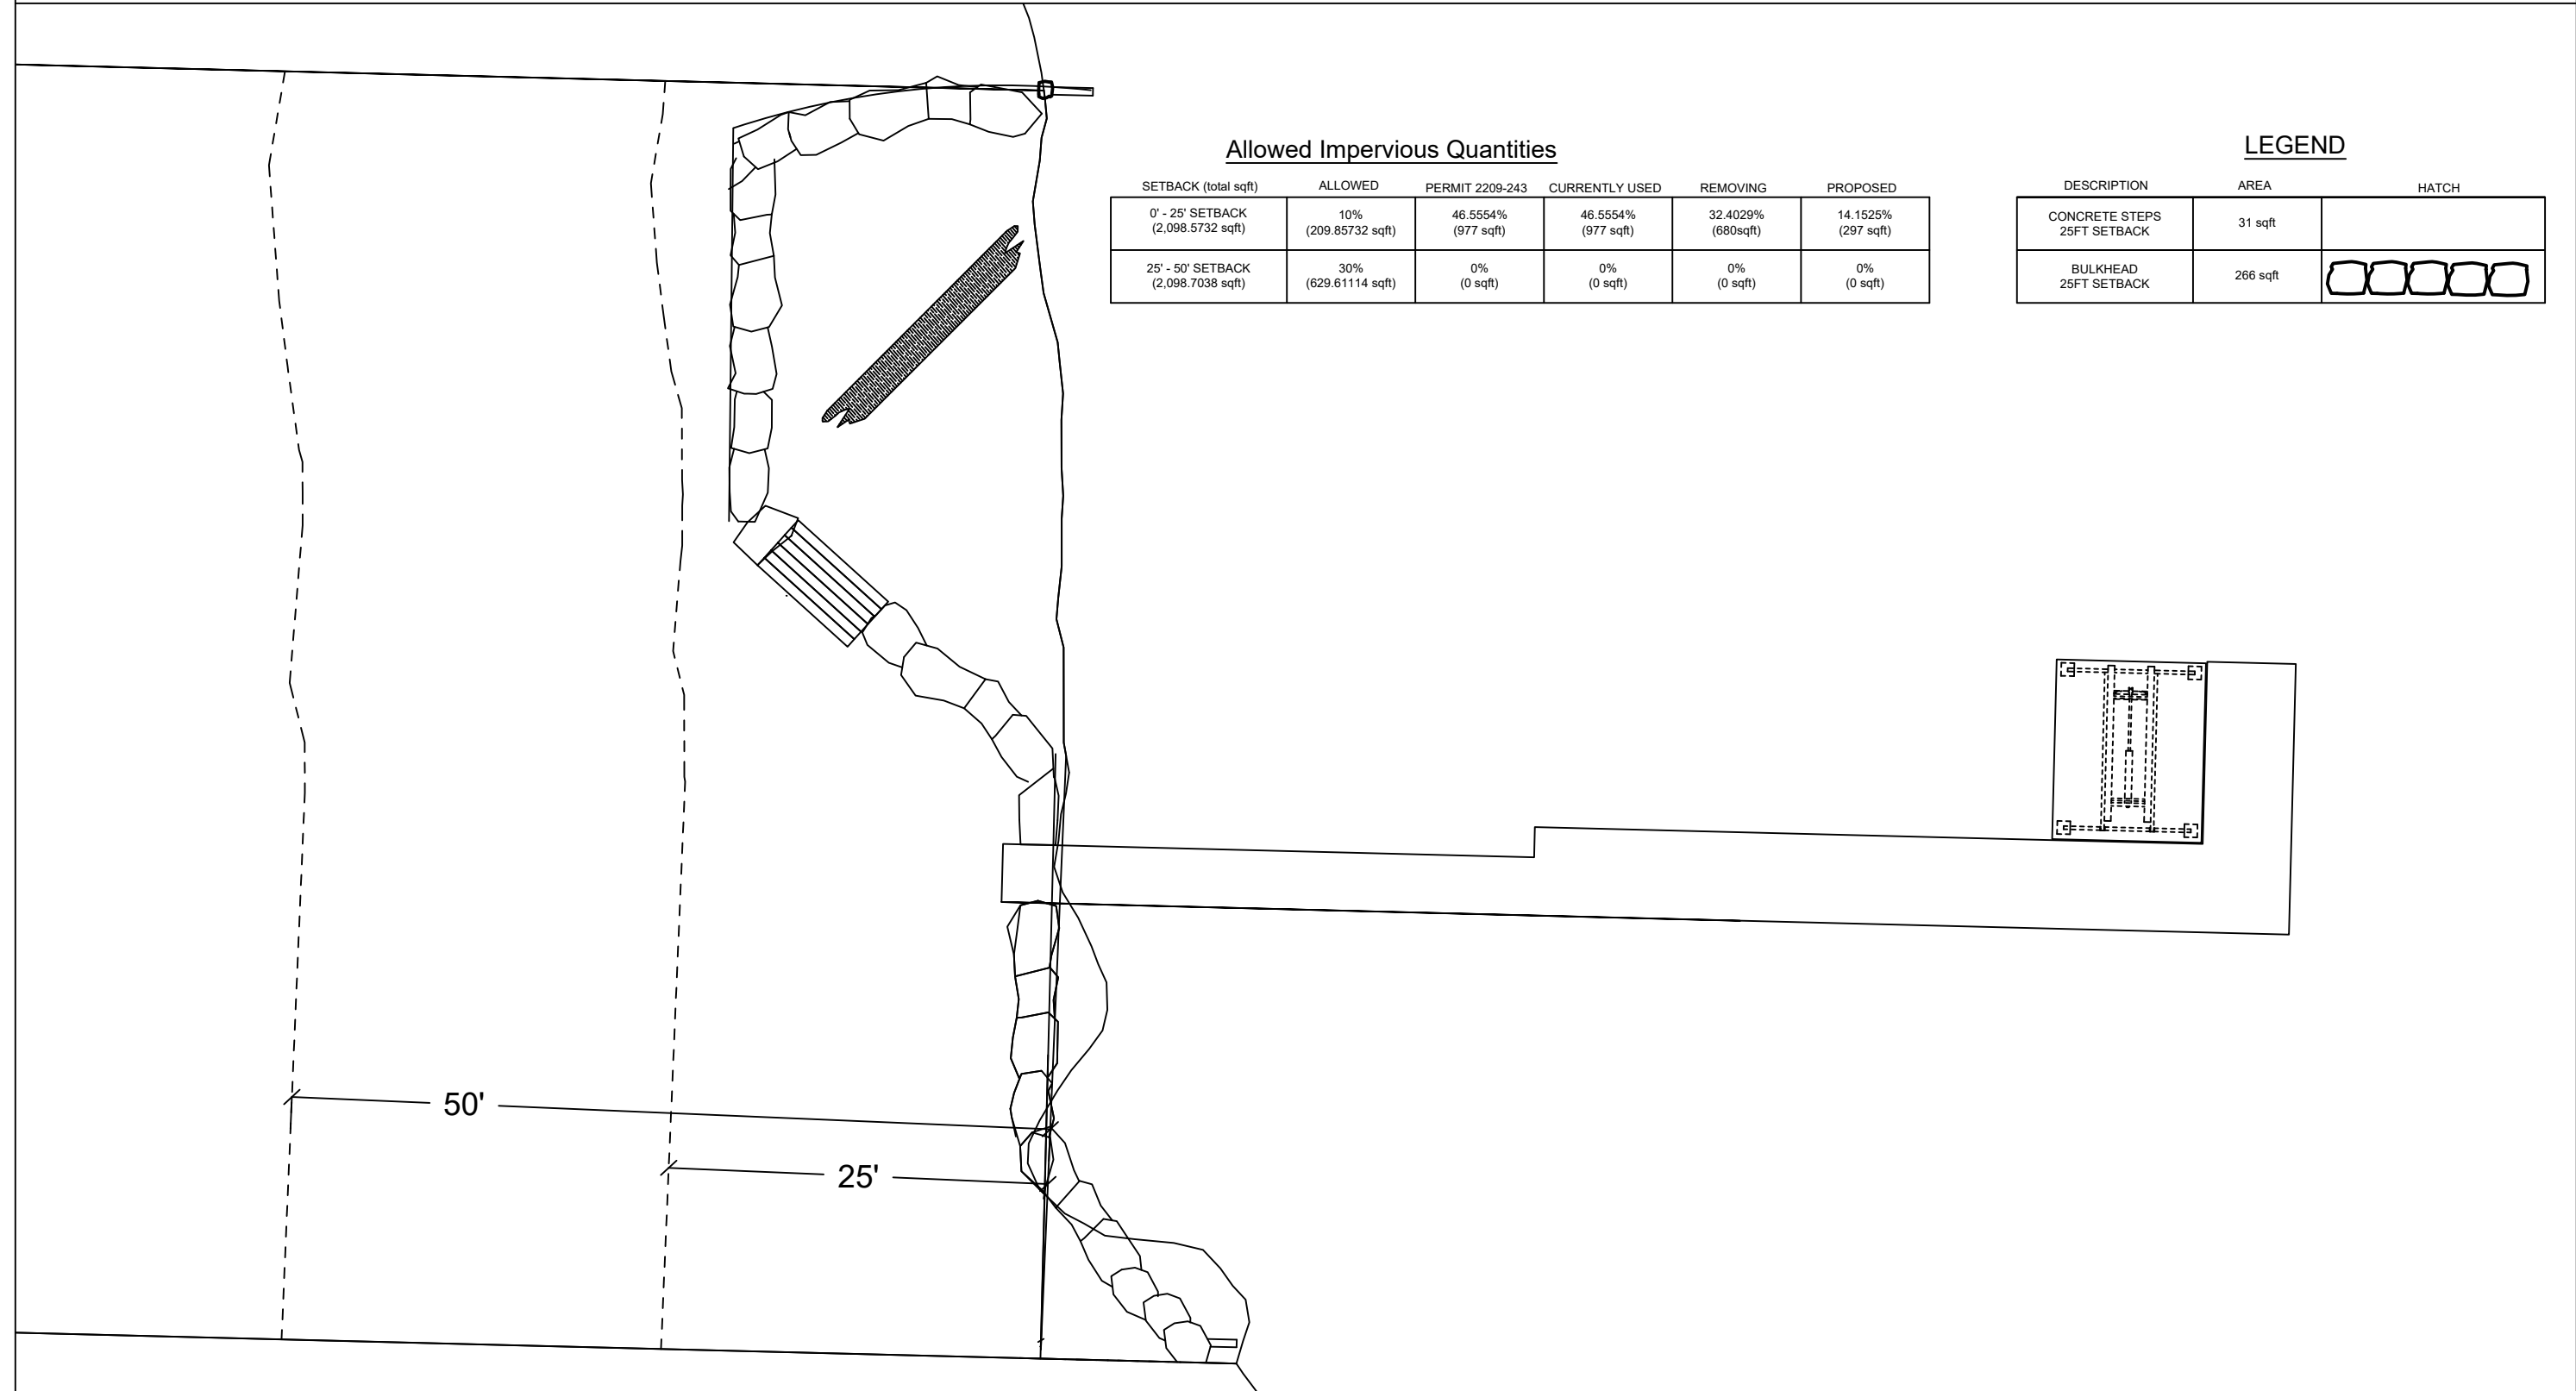 Allowed Impervious Quantities
SETBACK (total sqft) ALLOWED PERMIT 2209-243 CURRENTLY USED REMOVING PROPOSED
0' - 25' SETBACK 10% 46.5554% 46.5554% 32.4029% 14.1525%
(2,098.5732 sqft) (209.85732 sqft) (977 sqft) (977 sqft) (680sqft) (297 sqft)
25' - 50' SETBACK 30% 0% 0% 0% 0%
(2,098.7038 sqft) (629.61114 sqft) (0 sqft) (0 sqft) (0 sqft) (0 sqft)
LEGEND
DESCRIPTION AREA HATCH
CONCRETE STEPS
25FT SETBACK
31 sqft
BULKHEAD
25FT SETBACK
266 sqft
50'
25'